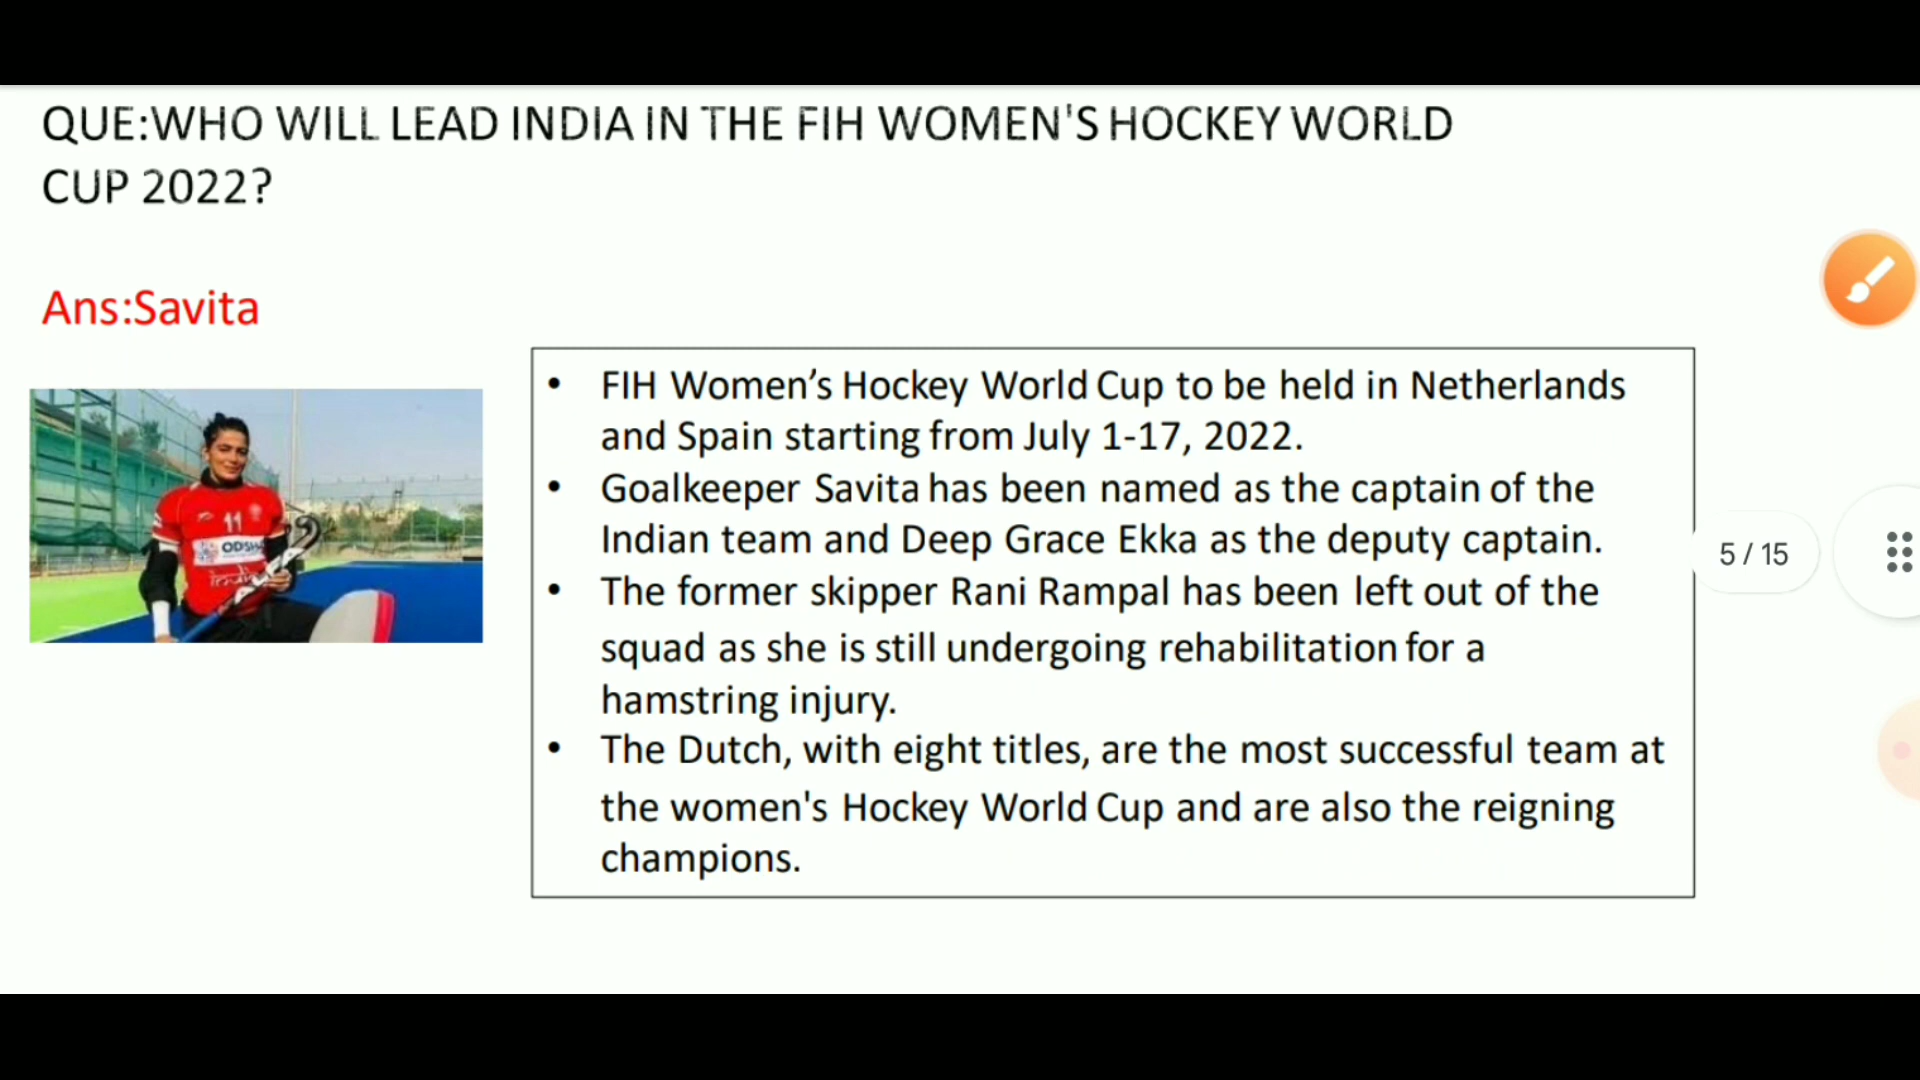 QUE:WHO WILL LEAD INDIA IN THE FIH WOMEN'S HOCKEY WORLD
CUP 2022?
Ans:Savita
11
ODISHA
india
• FIH Women’s Hockey World Cup to be held in Netherlands
and Spain starting from July 1-17, 2022.
• Goalkeeper Savita has been named as the captain of the
Indian team and Deep Grace Ekka as the deputy captain.
• The former skipper Rani Rampal has been left out of the
squad as she is still undergoing rehabilitation for a
hamstring injury.
• The Dutch, with eight titles, are the most successful team at
the women's Hockey World Cup and are also the reigning
champions.
5 / 15